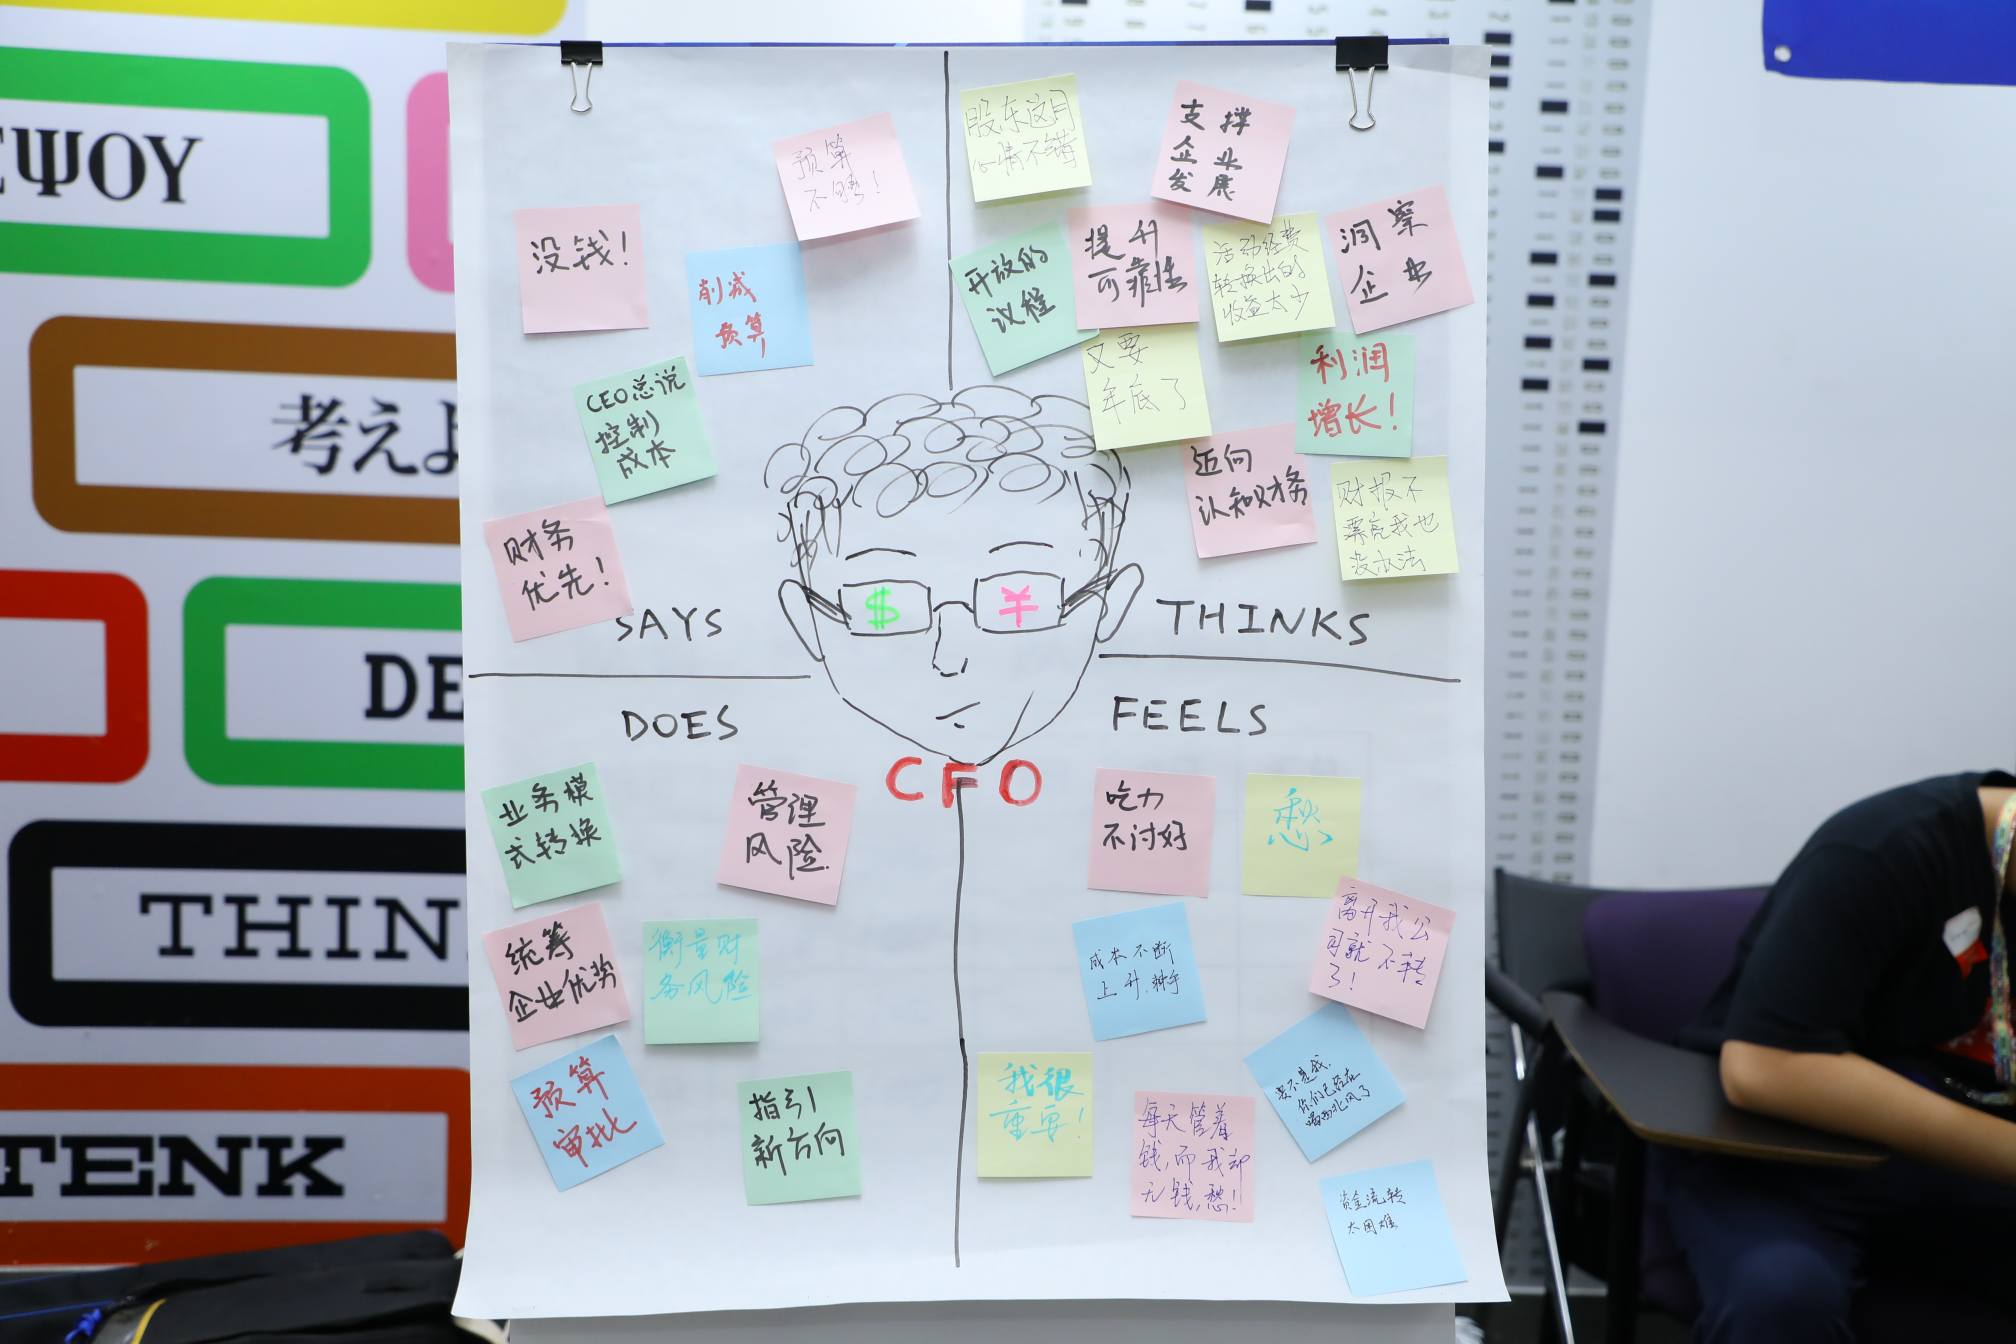 ΕΨΟΥ
考えよ
DE
THIN
TENK
预算
不够!
没钱!
削减
预算
CEO总说
控制
成本
财务
优先!
SAYS
股东这月
心情不错
支撑
企业
发展
开放的
议程
提升
可靠性
活动经费
转换出的
收益太少
洞察
企业
又要
年底了
利润
增长!
迈向
认知财务
财报不
漂亮我也
没办法
THINKS
$
¥
CFO
DOES
业务模
式转换
管理
风险.
统筹
企业优势
衡量财
务风险
预算
审批
指引
新方向
FEELS
吃力
不讨好
愁
成本不断
上升,棘手
离开我公
司就不转
了!
我很
重要!
每天管着
钱,而我却
无钱,愁!
要不是我,
你们已经在
喝西北风了
资金流转
太困难